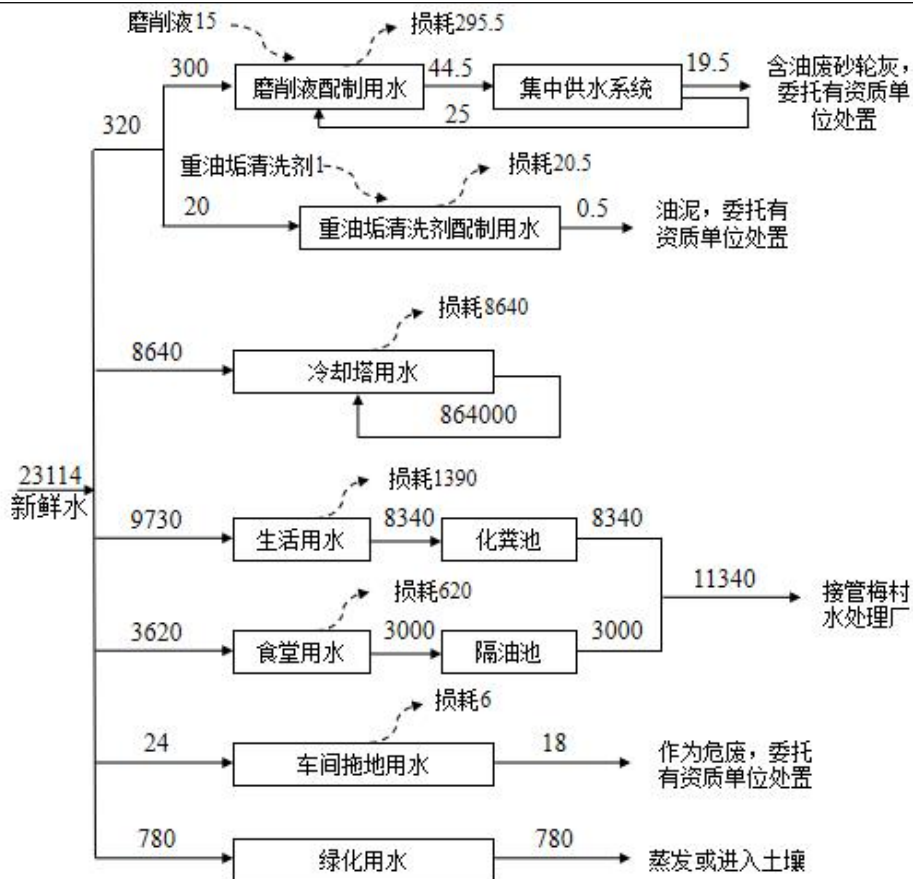 磨削液15
损耗295.5
300
磨削液配制用水
44.5
集中供水系统
19.5
含油废砂轮灰，
委托有资质单
位处置
25
320
重油垢清洗剂1
损耗20.5
20
重油垢清洗剂配制用水
0.5
油泥，委托有
资质单位处置
损耗8640
8640
冷却塔用水
864000
23114
新鲜水
损耗1390
9730
生活用水
8340
化粪池
8340
11340
接管梅村
水处理厂
损耗620
3620
食堂用水
3000
隔油池
3000
损耗6
24
车间拖地用水
18
作为危废，委托
有资质单位处置
780
绿化用水
780
蒸发或进入土壤